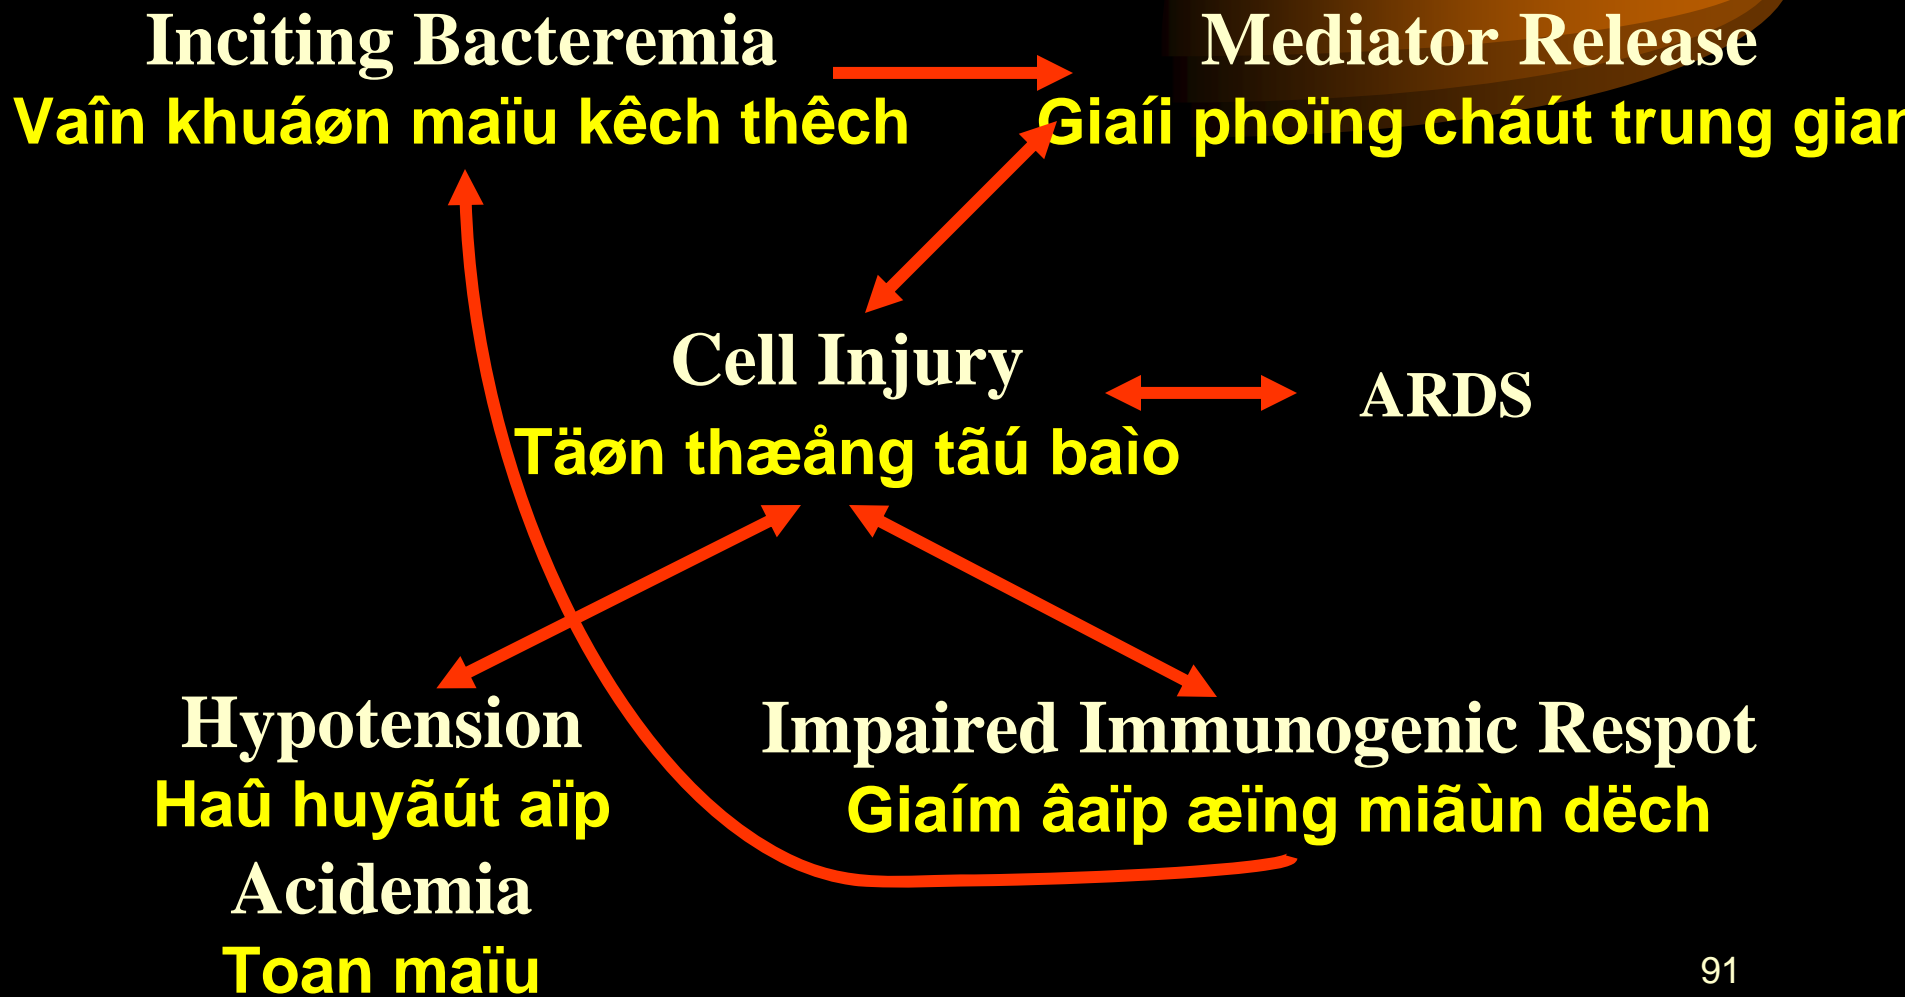 Inciting Bacteremia
Vaîn khuáøn maïu kêch thêch
Mediator Release
Giaíi phoïng cháút trung gian
Cell Injury
Täøn thæång tãú baìo
ARDS
Hypotension
Haû huyãút aïp
Acidemia
Toan maïu
Impaired Immunogenic Respot
Giaím âaïp æïng miãùn dëch
91